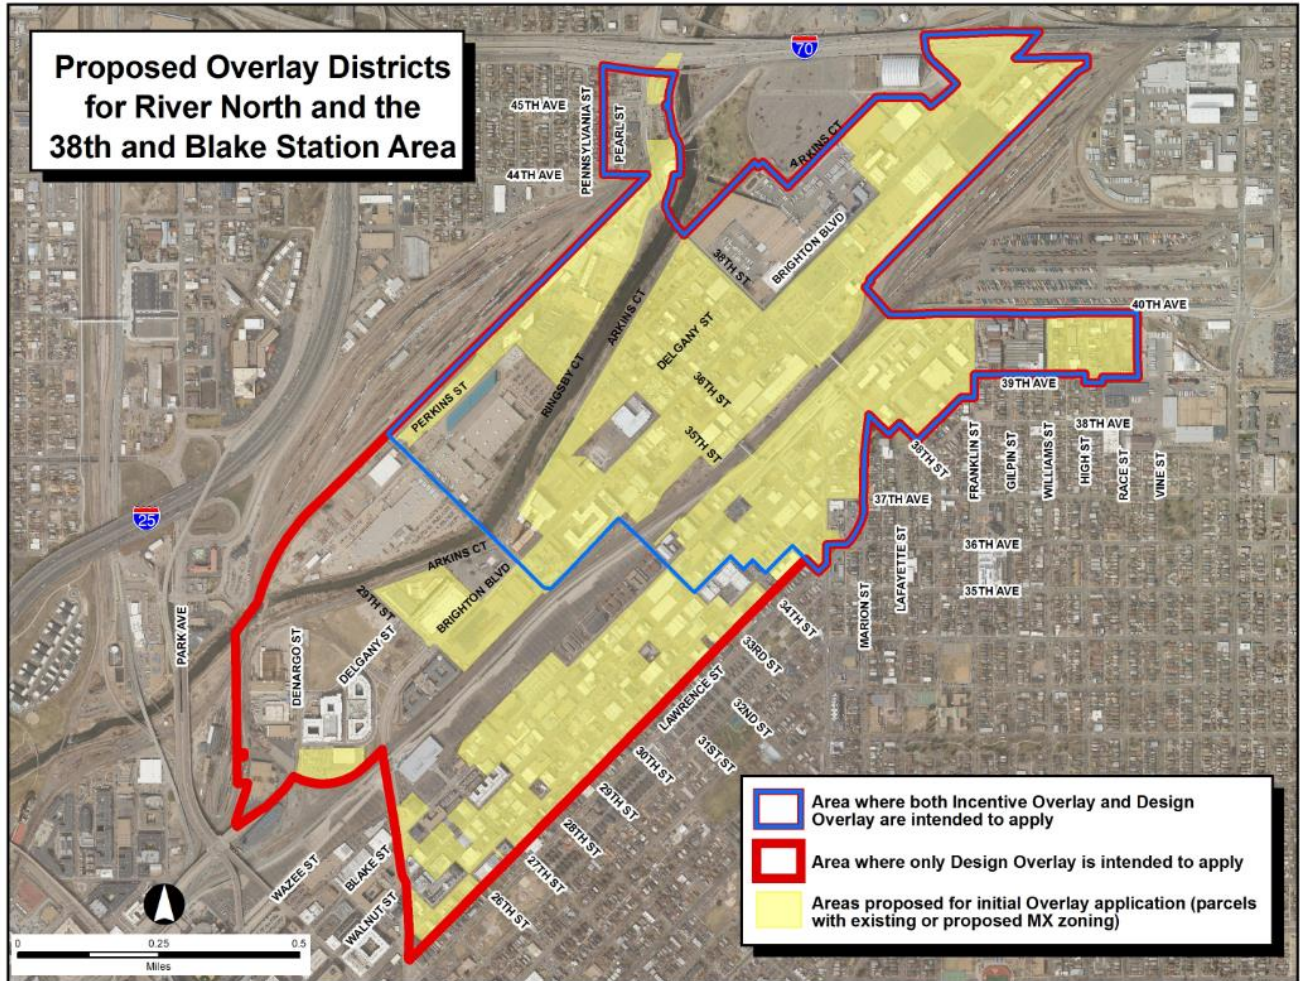 Proposed Overlay Districts
for River North and the
38th and Blake Station Area
70
45TH AVE
PENNSYLVANIA ST
PEARL ST
44TH AVE
ARKINS CT
BRIGHTON BLVD
38TH ST
ARKINS CT
DELGANY ST
40TH AVE
RINGSBY CT
36TH ST
39TH AVE
PERKINS ST
35TH ST
38TH ST
38TH AVE
FRANKLIN ST
GILPIN ST
WILLIAMS ST
HIGH ST
RACE ST
VINE ST
25
37TH AVE
LAFAYETTE ST
36TH AVE
ARKINS CT
35TH AVE
29TH ST
BRIGHTON BLVD
MARION ST
34TH ST
PARK AVE
DENARGO ST
DELGANY ST
33RD ST
LAWRENCE ST
32ND ST
31ST ST
30TH ST
29TH ST
28TH ST
27TH ST
26TH ST
WAZEE ST
BLAKE ST
WALNUT ST
Area where both Incentive Overlay and Design
Overlay are intended to apply
Area where only Design Overlay is intended to apply
Areas proposed for initial Overlay application (parcels
with existing or proposed MX zoning)
0 0.25 0.5
Miles